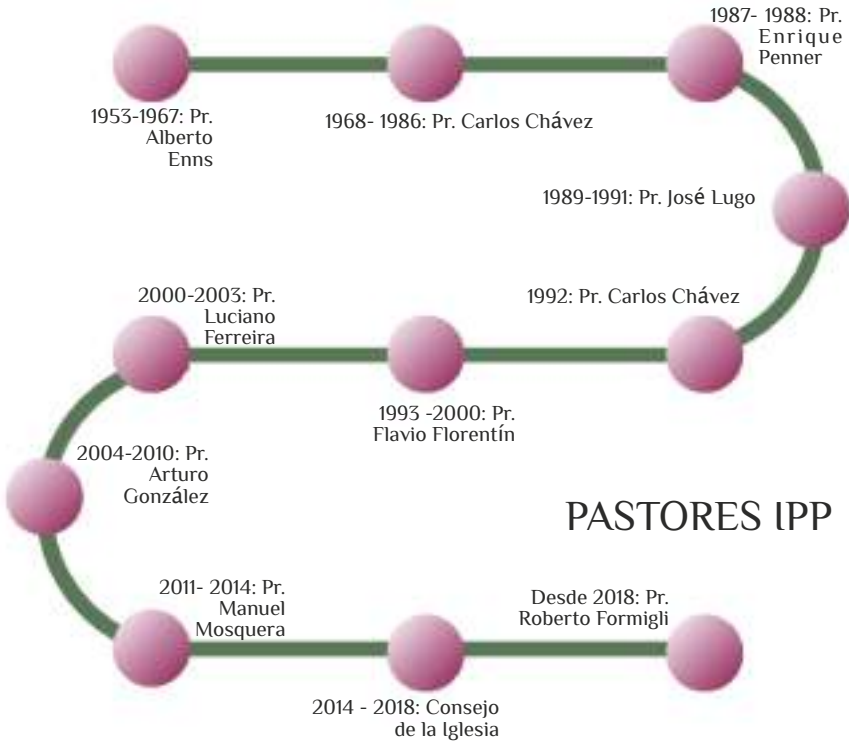 1953-1967: Pr.
Alberto
Enns
1968- 1986: Pr. Carlos Chávez
1987- 1988: Pr.
Enrique
Penner
1989-1991: Pr. José Lugo
1992: Pr. Carlos Chávez
1993 -2000: Pr.
Flavio Florentín
2000-2003: Pr.
Luciano
Ferreira
2004-2010: Pr.
Arturo
González
PASTORES IPP
2011- 2014: Pr.
Manuel
Mosquera
2014 - 2018: Consejo
de la Iglesia
Desde 2018: Pr.
Roberto Formigli